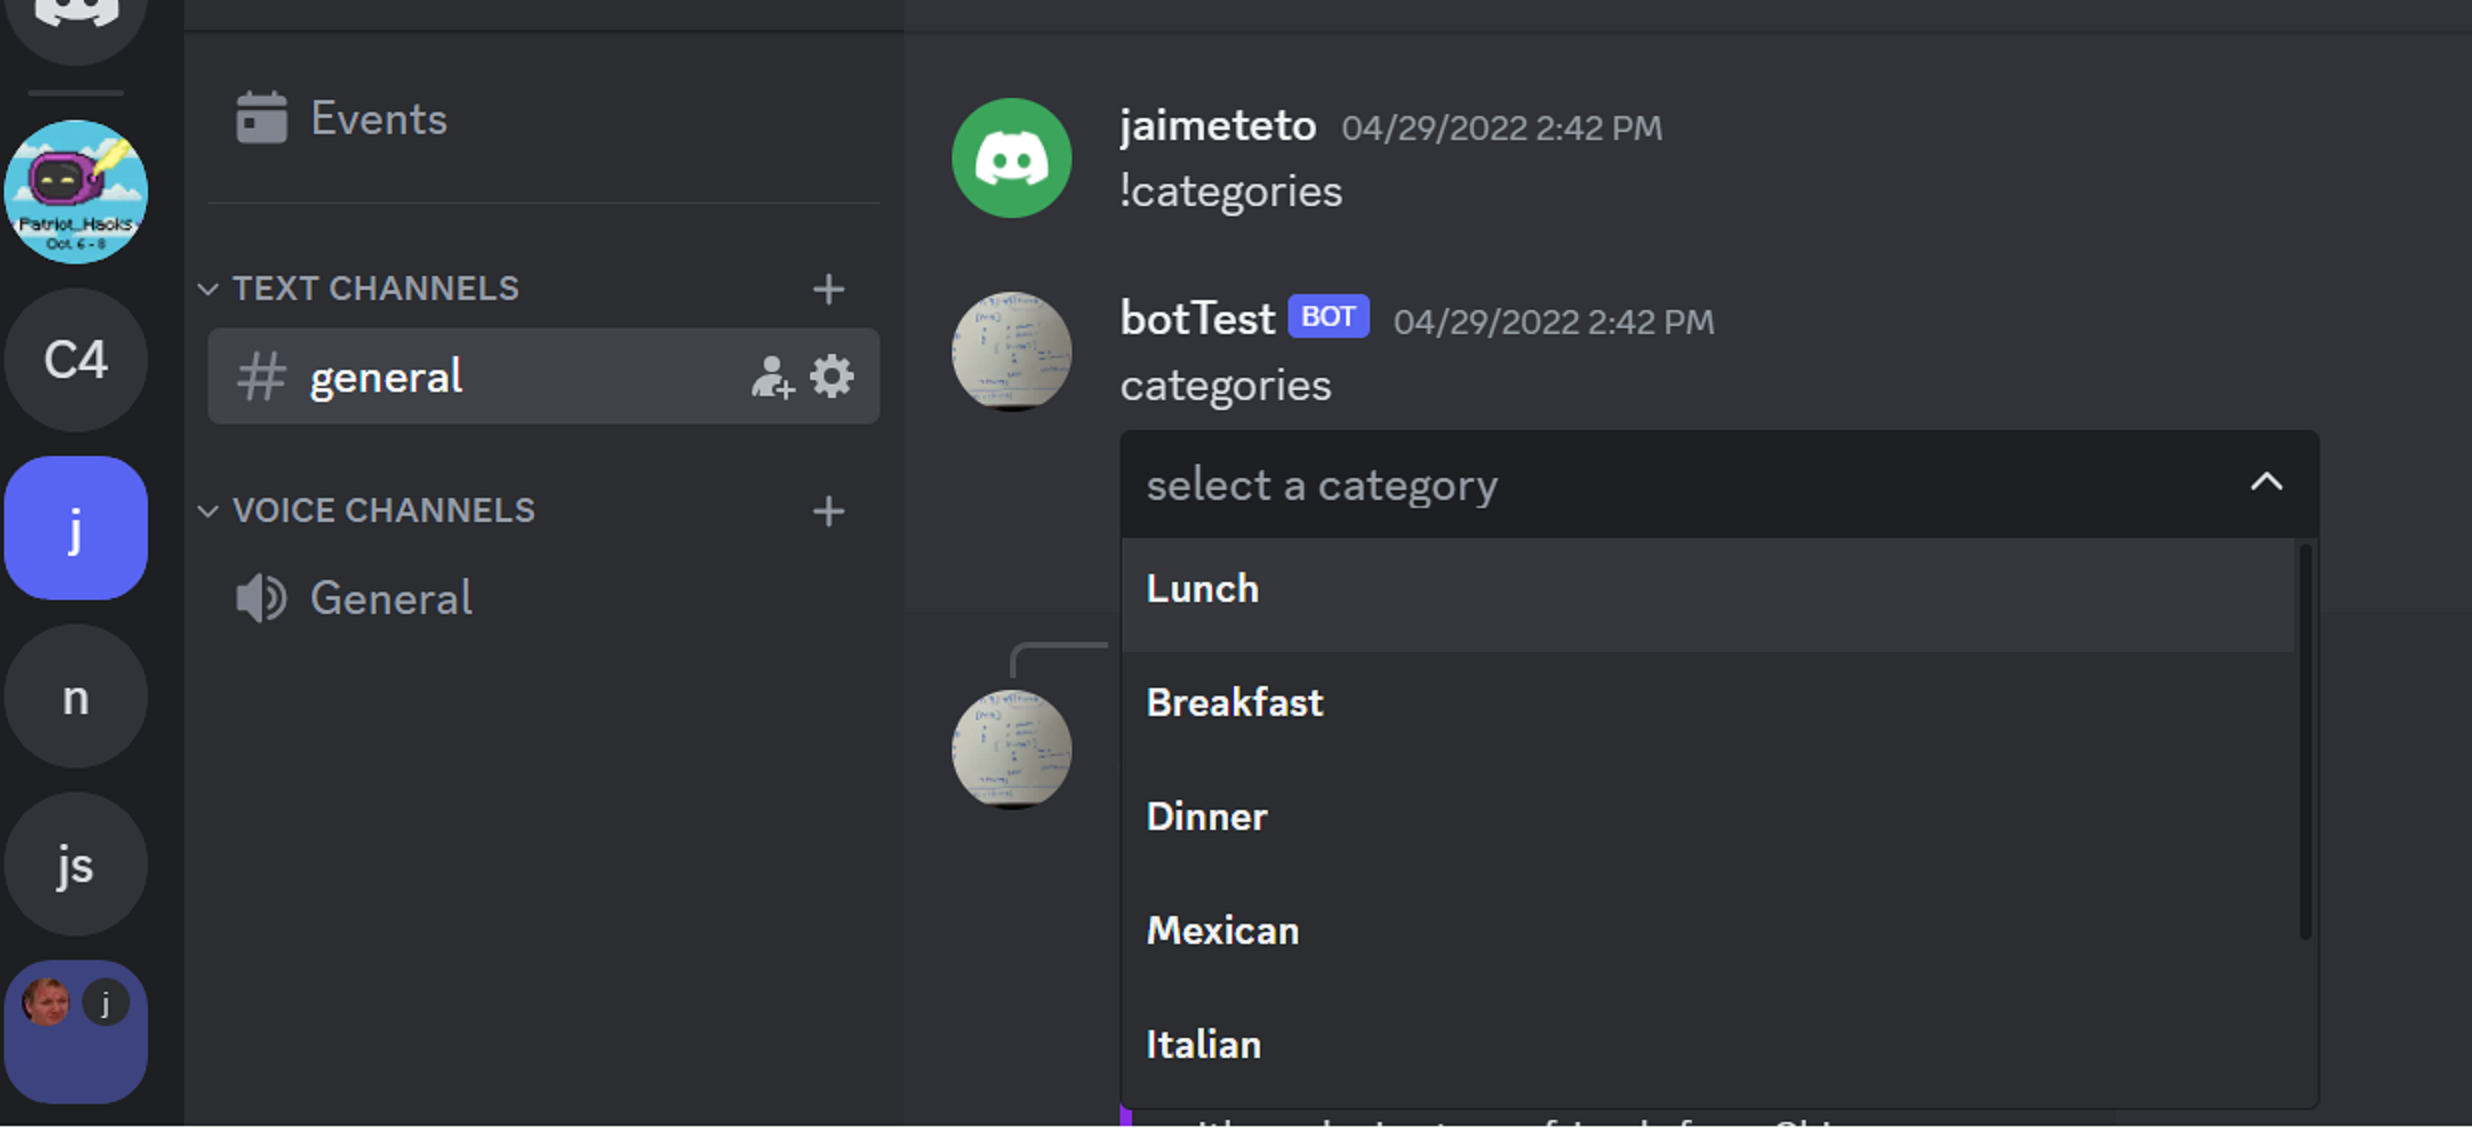 Patriot_Hacks
Oct. 6 - 8
C4
j
n
js
j
Events
TEXT CHANNELS
general
VOICE CHANNELS
General
jaimeteto 04/29/2022 2:42 PM
!categories
botTest BOT 04/29/2022 2:42 PM
categories
select a category
Lunch
Breakfast
Dinner
Mexican
Italian